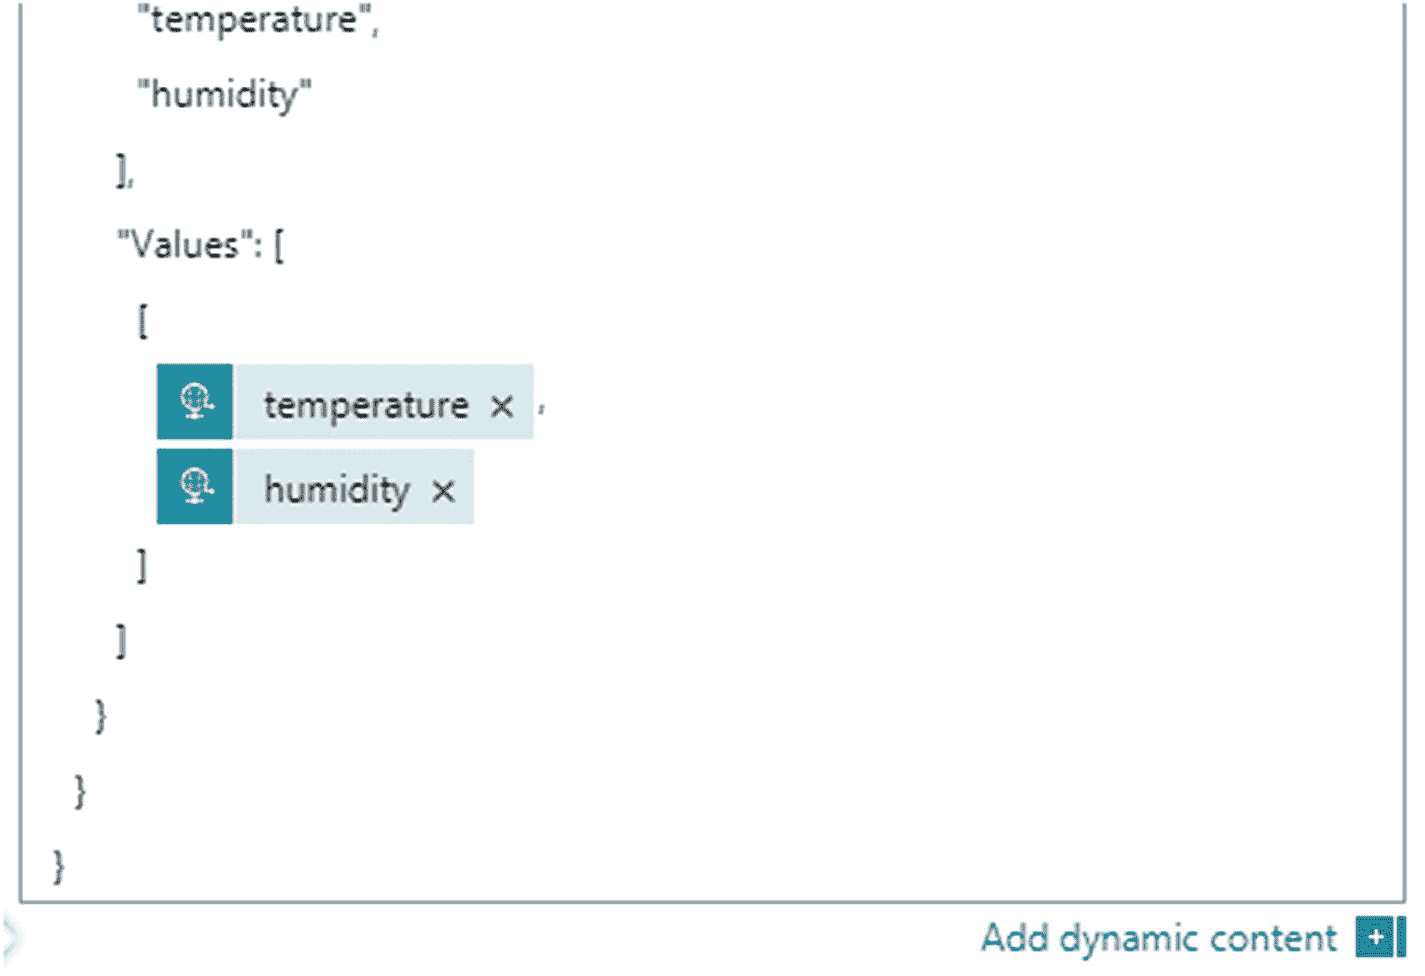 "temperature",
"humidity"
],
"Values": [
[
temperature × ,
humidity ×
]
]
}
}
}
Add dynamic content +